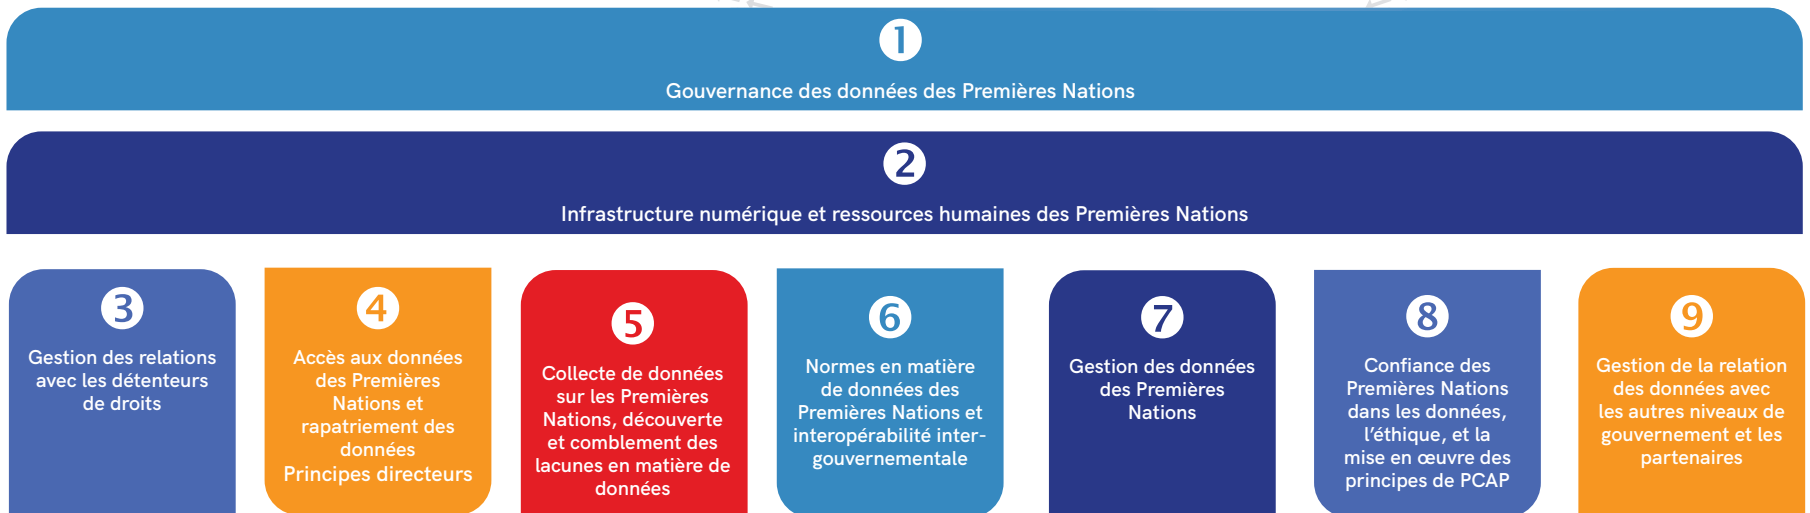 1
Gouvernance des données des Premières Nations
2
Infrastructure numérique et ressources humaines des Premières Nations
3
Gestion des relations
avec les détenteurs
de droits
4
Accès aux données
des Premières
Nations et
rapatriement des
données
Principes directeurs
5
Collecte de données
sur les Premières
Nations, découverte
et comblement des
lacunes en matière de
données
6
Normes en matière
de données des
Premières Nations et
interopérabilité inter-
gouvernementale
7
Gestion des données
des Premières
Nations
8
Confiance des
Premières Nations
dans les données,
l’éthique, et la
mise en œuvre des
principes de PCAP
9
Gestion de la relation
des données avec
les autres niveaux de
gouvernement et les
partenaires